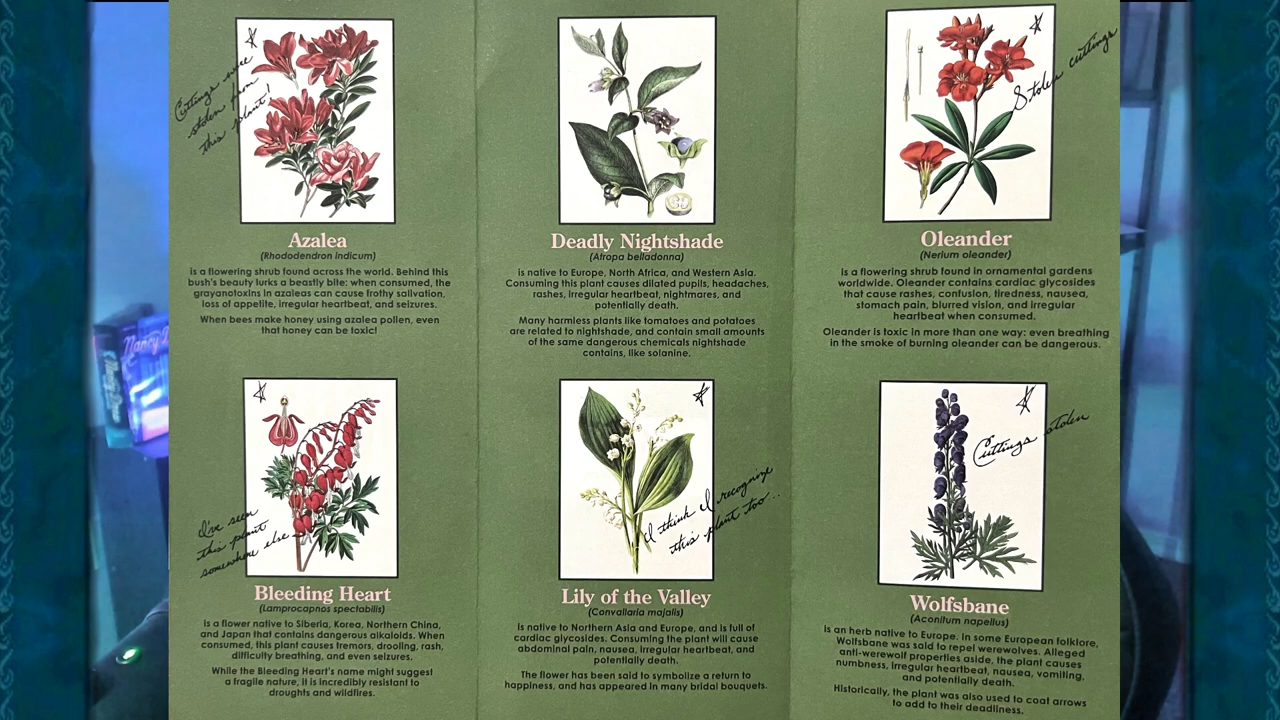 Cuttings were
stolen from
this plant!
Azalea
(Rhododendron indicum)
is a flowering shrub found across the world. Behind this
bush's beauty lurks a beastly bite: when consumed, the
grayanotoxins in azaleas can cause frothy salivation,
loss of appetite, irregular heartbeat, and seizures.
When bees make honey using azalea pollen, even
that honey can be toxic!
Deadly Nightshade
(Atropa belladonna)
is native to Europe, North Africa, and Western Asia.
Consuming this plant causes dilated pupils, headaches,
rashes, irregular heartbeat, nightmares, and
potentially death.
Many harmless plants like tomatoes and potatoes
are related to nightshade, and contain small amounts
of the same dangerous chemicals nightshade
contains, like solanine.
Stolen cuttings
Oleander
(Nerium oleander)
is a flowering shrub found in ornamental gardens
worldwide. Oleander contains cardiac glycosides
that cause rashes, confusion, tiredness, nausea,
stomach pain, blurred vision, and irregular
heartbeat when consumed.
Oleander is toxic in more than one way: even breathing
in the smoke of burning oleander can be dangerous.
Nancy D
Nancy Drew
I've seen
this plant
somewhere else
Bleeding Heart
(Lamprocapnos spectabilis)
is a flower native to Siberia, Korea, Northern China,
and Japan that contains dangerous alkaloids. When
consumed, this plant causes tremors, drooling, rash,
difficulty breathing, and even seizures.
While the Bleeding Heart's name might suggest
a fragile nature, it is incredibly resistant to
droughts and wildfires.
I think I recognize
this plant too...
Lily of the Valley
(Convallaria majalis)
is native to Northern Asia and Europe, and is full of
cardiac glycosides. Consuming the plant will cause
abdominal pain, nausea, irregular heartbeat, and
potentially death.
The flower has been said to symbolize a return to
happiness, and has appeared in many bridal bouquets.
Cuttings stolen
Wolfsbane
(Aconitum napellus)
is an herb native to Europe. In some European folklore,
Wolfsbane was said to repel werewolves. Alleged
anti-werewolf properties aside, the plant causes
numbness, irregular heartbeat, nausea, vomiting,
and potentially death.
Historically, the plant was also used to coat arrows
to add to their deadliness.